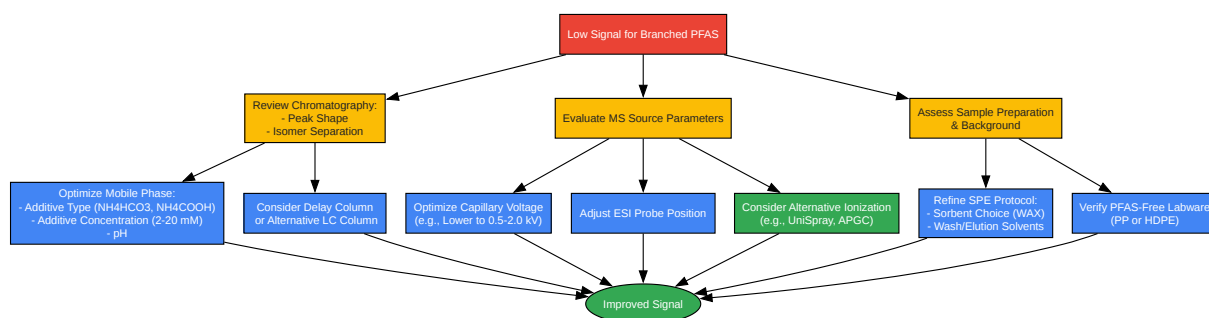 Low Signal for Branched PFAS
Review Chromatography:
- Peak Shape
- Isomer Separation
Evaluate MS Source Parameters
Assess Sample Preparation
& Background
Optimize Mobile Phase:
- Additive Type (NH4HCO3, NH4COOH)
- Additive Concentration (2-20 mM)
- pH
Consider Delay Column
or Alternative LC Column
Optimize Capillary Voltage
(e.g., Lower to 0.5-2.0 kV)
Adjust ESI Probe Position
Consider Alternative Ionization
(e.g., UniSpray, APGC)
Refine SPE Protocol:
- Sorbent Choice (WAX)
- Wash/Elution Solvents
Verify PFAS-Free Labware
(PP or HDPE)
Improved Signal